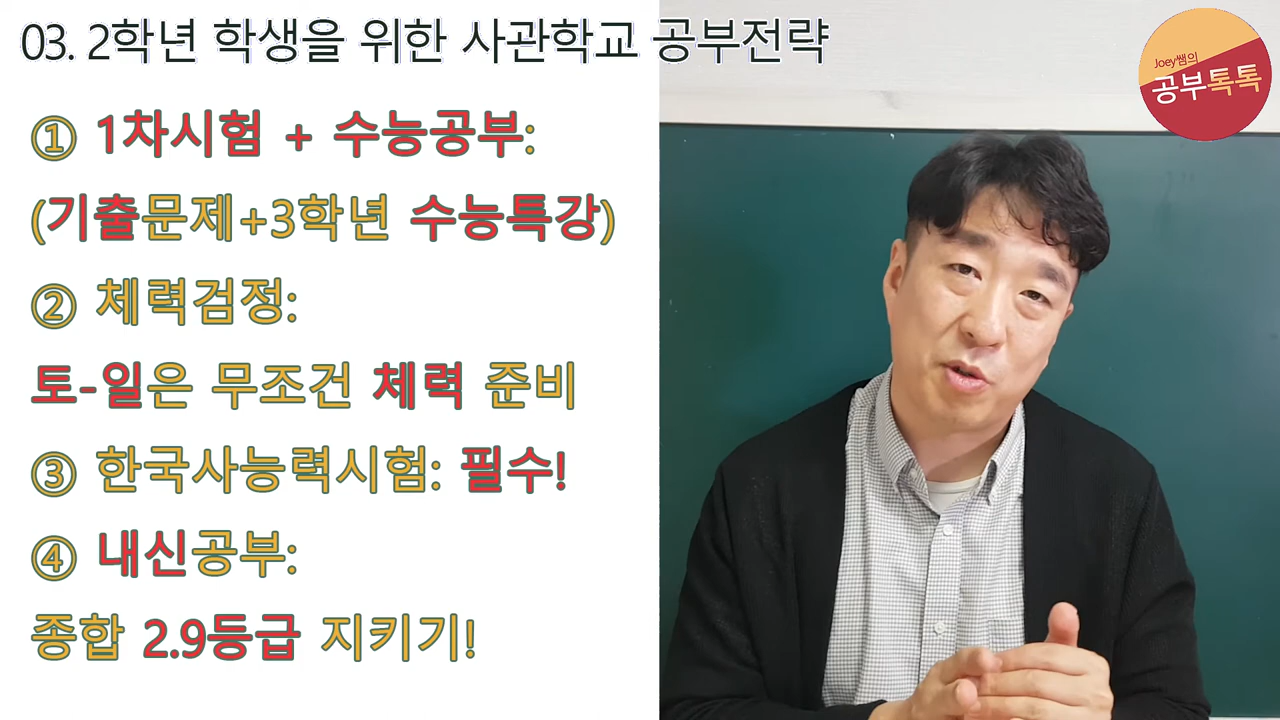 03. 2학년 학생을 위한 사관학교 공부전략
Joey쌤의
공부톡톡
① 1차시험 + 수능공부:
(기출문제+3학년 수능특강)
② 체력검정:
토-일은 무조건 체력 준비
③ 한국사능력시험: 필수!
④ 내신공부:
종합 2.9등급 지키기!